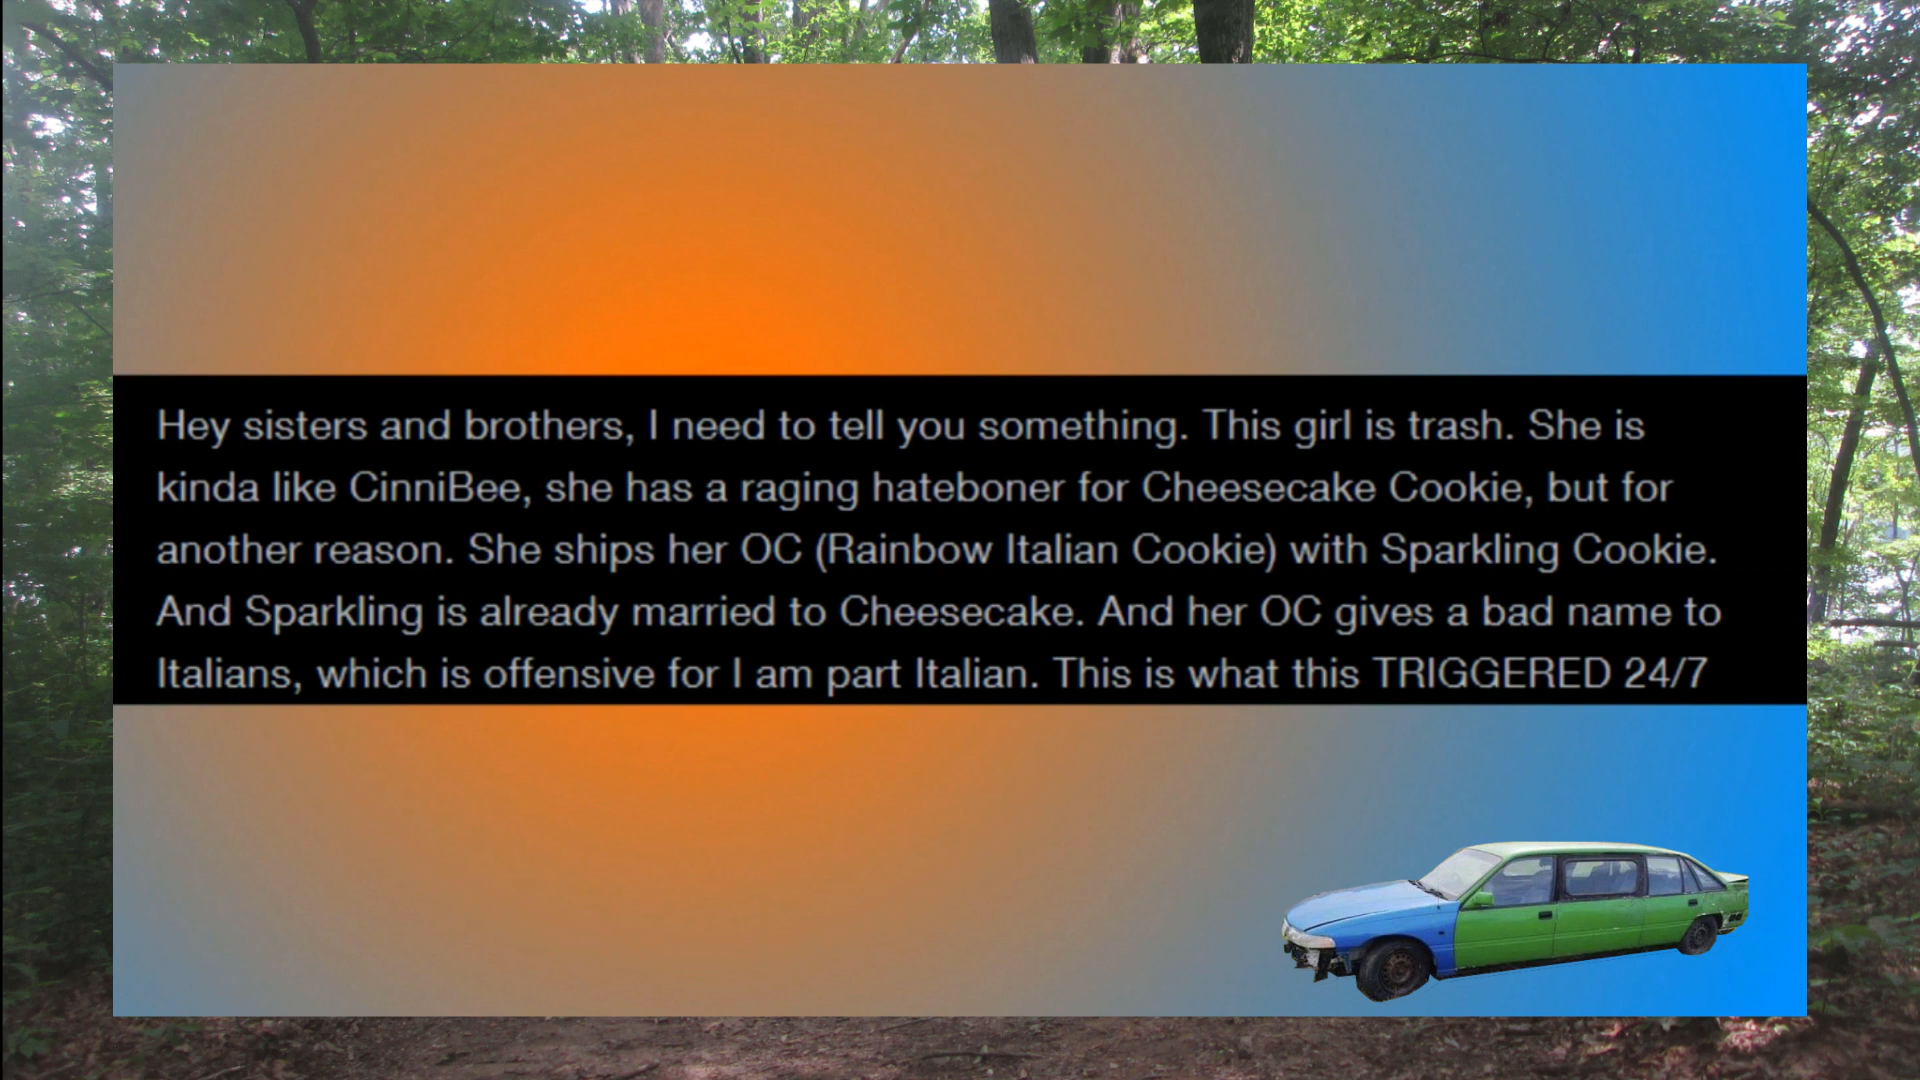 Hey sisters and brothers, I need to tell you something. This girl is trash. She is
kinda like CinniBee, she has a raging hateboner for Cheesecake Cookie, but for
another reason. She ships her OC (Rainbow Italian Cookie) with Sparkling Cookie.
And Sparkling is already married to Cheesecake. And her OC gives a bad name to
Italians, which is offensive for I am part Italian. This is what this TRIGGERED 24/7